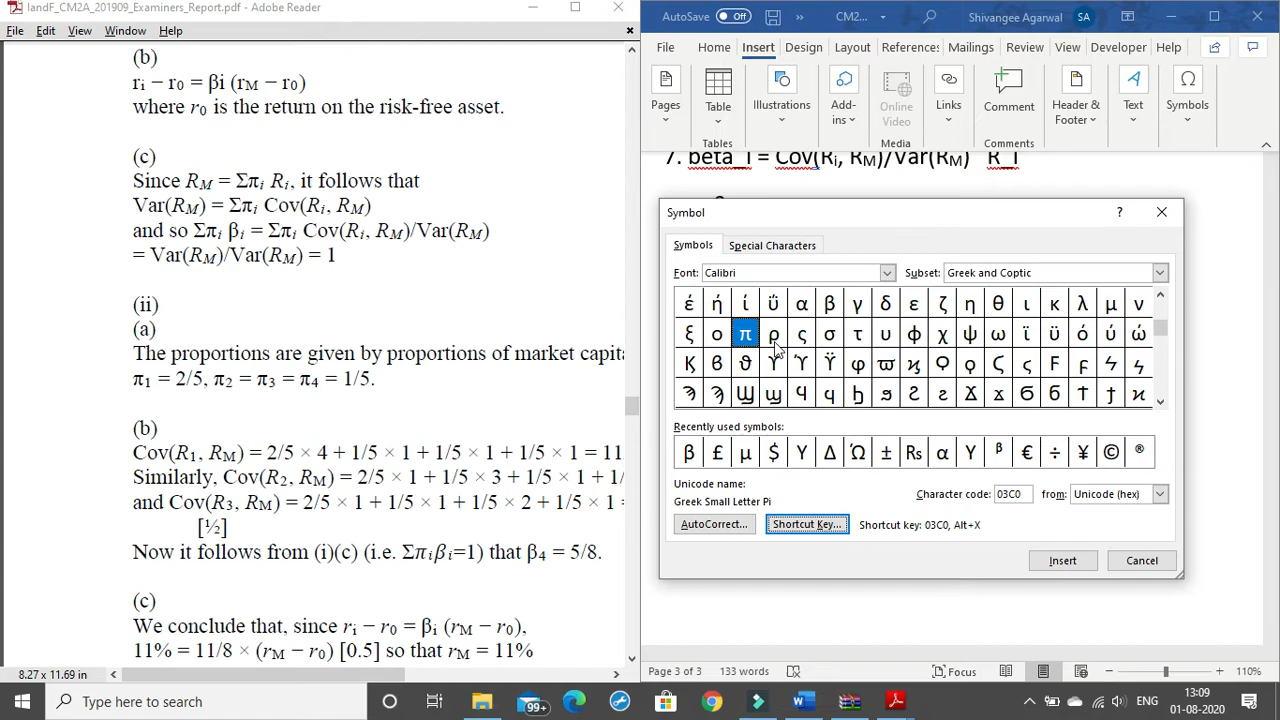 IandF_CM2A_201909_Examiners_Report.pdf - Adobe Reader
File Edit View Window Help
(b)
ri − r0 = βi (rM − r0)
where r0 is the return on the risk-free asset.
(c)
Since RM = Σπi Ri, it follows that
Var(RM) = Σπi Cov(Ri, RM)
and so Σπi βi = Σπi Cov(Ri, RM)/Var(RM)
= Var(RM)/Var(RM) = 1
(ii)
(a)
The proportions are given by proportions of market capita
π1 = 2/5, π2 = π3 = π4 = 1/5.
(b)
Cov(R1, RM) = 2/5 × 4 + 1/5 × 1 + 1/5 × 1 + 1/5 × 1 = 11
Similarly, Cov(R2, RM) = 2/5 × 1 + 1/5 × 3 + 1/5 × 1 + 1/
and Cov(R3, RM) = 2/5 × 1 + 1/5 × 1 + 1/5 × 2 + 1/5 × 1 =
[½]
Now it follows from (i)(c) (i.e. Σπiβi=1) that β4 = 5/8.
(c)
We conclude that, since ri − r0 = βi (rM − r0),
11% = 11/8 × (rM − r0) [0.5] so that rM = 11%
8.27 x 11.69 in
AutoSave Off CM2... Shivangee Agarwal SA
File Home Insert Design Layout References Mailings Review View Developer Help
Pages Table Illustrations Add-ins Online Video Links Comment Header & Footer Text Symbols
Tables Media Comments
7. beta_i = Cov(Ri, RM)/Var(RM) R_i
Symbol ?
Symbols Special Characters
Font: Calibri Subset: Greek and Coptic
έ ή ί ΰ α β γ δ ε ζ η θ ι κ λ μ ν
ξ ο π ρ ς σ τ υ φ χ ψ ω ϊ ϋ ό ύ ώ
Ϗ ϐ ϑ ϒ ϓ ϔ ϕ ϖ ϗ Ϙ ϙ Ϛ ϛ Ϝ ϝ Ϟ ϟ
Ϡ ϡ Ϣ ϣ Ϥ ϥ ϧ ϩ Ϫ ϫ Ϭ ϭ Ϯ ϯ ϰ
Recently used symbols:
β £ µ $ Υ Δ Ώ ± ₨ α Υ ᵝ € ÷ ¥ © ®
Unicode name:
Greek Small Letter Pi
Character code: 03C0 from: Unicode (hex)
AutoCorrect... Shortcut Key... Shortcut key: 03C0, Alt+X
Insert Cancel
Page 3 of 3 133 words Focus 110%
Type here to search
99+
ENG
13:09
01-08-2020